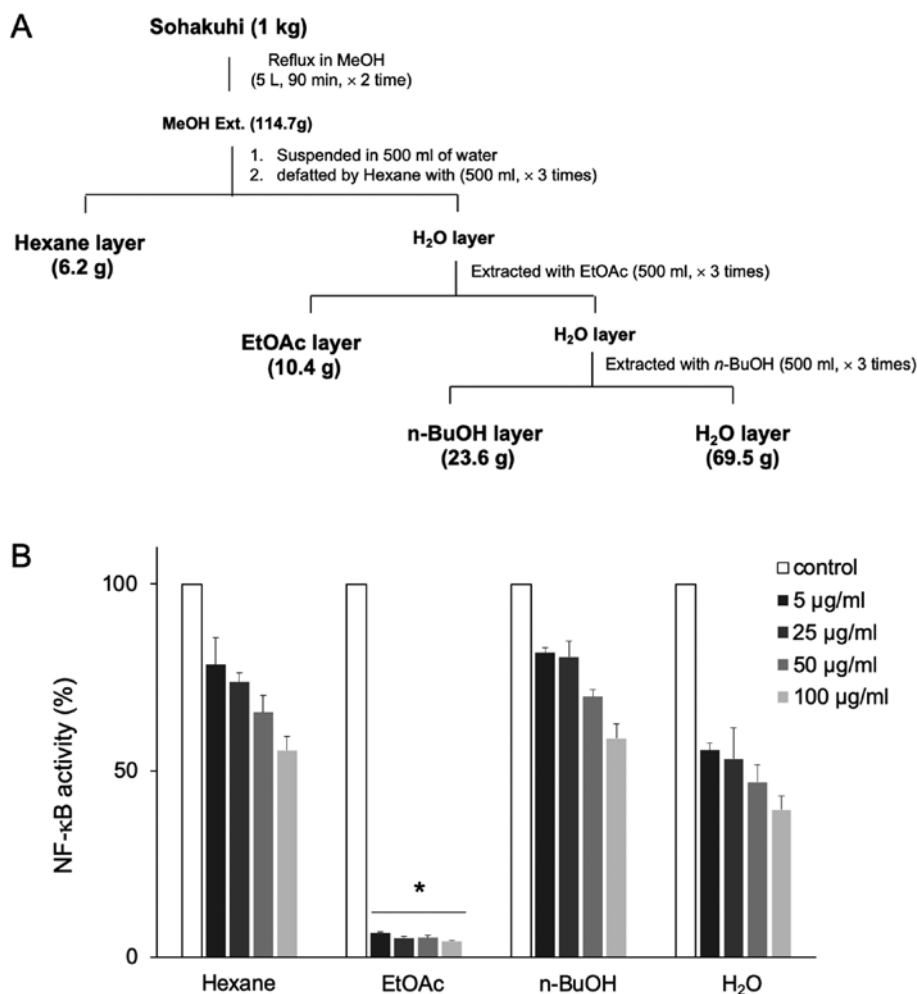 A
Sohakuhi (1 kg)
Reflux in MeOH
(5 L, 90 min, × 2 time)
MeOH Ext. (114.7g)
1. Suspended in 500 ml of water
2. defatted by Hexane with (500 ml, × 3 times)
Hexane layer
(6.2 g)
H₂O layer
Extracted with EtOAc (500 ml, × 3 times)
EtOAc layer
(10.4 g)
H₂O layer
Extracted with n-BuOH (500 ml, × 3 times)
n-BuOH layer
(23.6 g)
H₂O layer
(69.5 g)
B
NF-κB activity (%)
100
50
0
*
control
5 µg/ml
25 µg/ml
50 µg/ml
100 µg/ml
Hexane
EtOAc
n-BuOH
H₂O